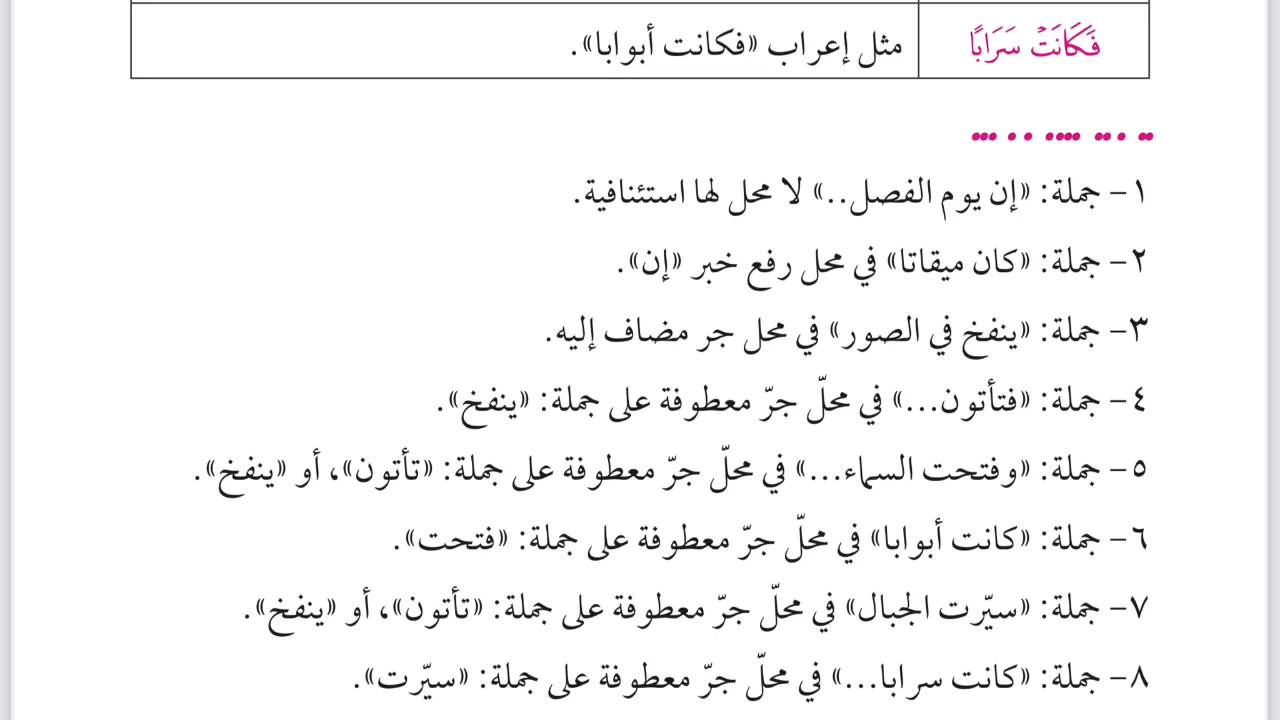 فَكَانَتْ سَرَابًا مثل إعراب «فكانت أبوابا».
١- جملة: «إن يوم الفصل..» لا محل لها استئنافية.
٢- جملة: «كان ميقاتا» في محل رفع خبر «إن».
٣- جملة: «ينفخ في الصور» في محل جر مضاف إليه.
٤- جملة: «فتأتون...» في محلّ جرّ معطوفة على جملة: «ينفخ».
٥- جملة: «وفتحت السماء...» في محلّ جرّ معطوفة على جملة: «تأتون»، أو «ينفخ».
٦- جملة: «كانت أبوابا» في محلّ جرّ معطوفة على جملة: «فتحت».
٧- جملة: «سيّرت الجبال» في محلّ جرّ معطوفة على جملة: «تأتون»، أو «ينفخ».
٨- جملة: «كانت سرابا...» في محلّ جرّ معطوفة على جملة: «سيّرت».